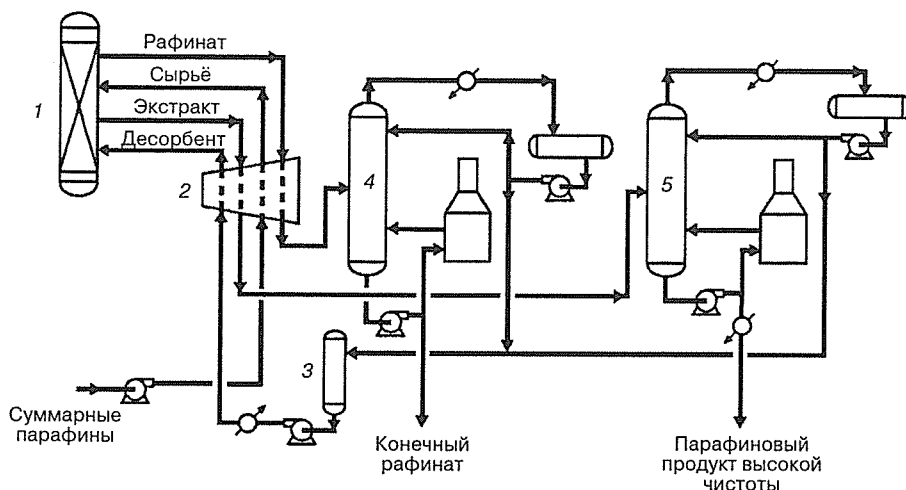 Рафинат
Сырьё
Экстракт
Десорбент
1
2
3
4
5
Суммарные
парафины
Конечный
рафинат
Парафиновый
продукт высокой
чистоты